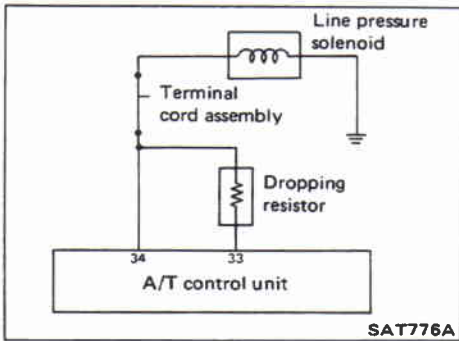 Line pressure
solenoid
Terminal
cord assembly
Dropping
resistor
34
33
A/T control unit
SAT776A